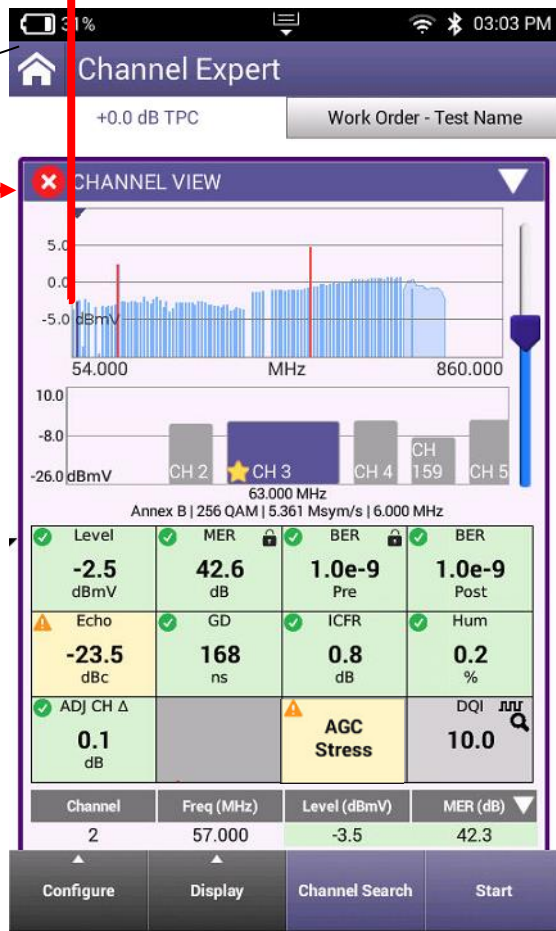 31% 03:03 PM
Channel Expert
+0.0 dB TPC Work Order - Test Name
CHANNEL VIEW
5.0
0.0
-5.0 dBmV
54.000 MHz 860.000
10.0
-8.0
-26.0 dBmV CH 2 CH 3 CH 4 CH 159 CH 5
63.000 MHz
Annex B | 256 QAM | 5.361 Msym/s | 6.000 MHz
Level MER BER BER
-2.5 42.6 1.0e-9 1.0e-9
dBmV dB Pre Post
Echo GD ICFR Hum
-23.5 168 0.8 0.2
dBc ns dB %
ADJ CH Δ AGC Stress DQI
0.1 10.0
dB
Channel Freq (MHz) Level (dBmV) MER (dB)
2 57.000 -3.5 42.3
Configure Display Channel Search Start